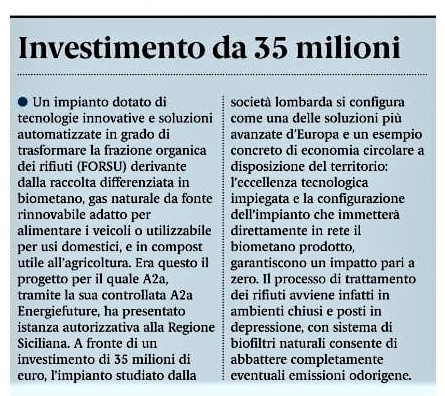 Investimento da 35 milioni
● Un impianto dotato di
tecnologie innovative e soluzioni
automatizzate in grado di
trasformare la frazione organica
dei rifiuti (FORSU) derivante
dalla raccolta differenziata in
biometano, gas naturale da fonte
rinnovabile adatto per
alimentare i veicoli o utilizzabile
per usi domestici, e in compost
utile all'agricoltura. Era questo il
progetto per il quale A2a,
tramite la sua controllata A2a
Energiefuture, ha presentato
istanza autorizzativa alla Regione
Siciliana. A fronte di un
investimento di 35 milioni di
euro, l'impianto studiato dalla
società lombarda si configura
come una delle soluzioni più
avanzate d'Europa e un esempio
concreto di economia circolare a
disposizione del territorio:
l'eccellenza tecnologica
impiegata e la configurazione
dell'impianto che immetterà
direttamente in rete il
biometano prodotto,
garantiscono un impatto pari a
zero. Il processo di trattamento
dei rifiuti avviene infatti in
ambienti chiusi e posti in
depressione, con sistema di
biofiltri naturali consente di
abbattere completamente
eventuali emissioni odorigene.